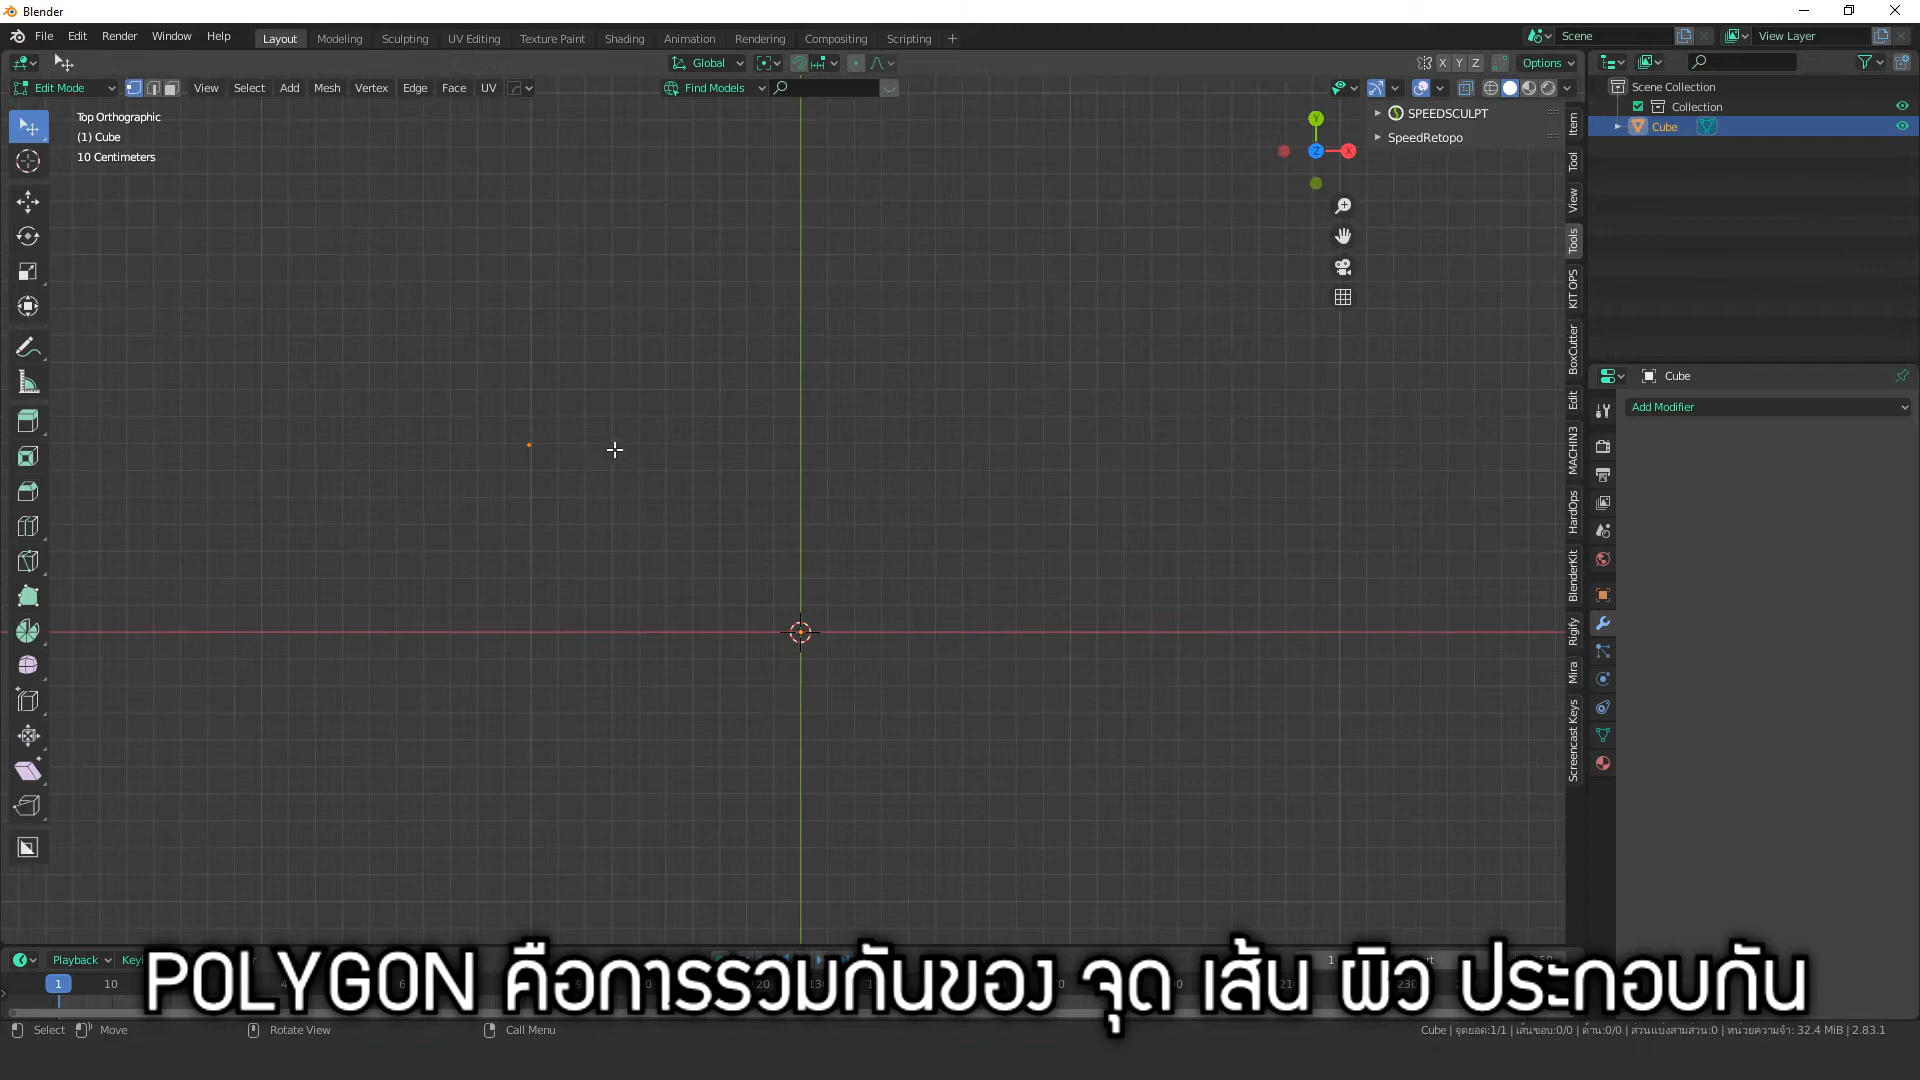 Blender
File Edit Render Window Help Layout Modeling Sculpting UV Editing Texture Paint Shading Animation Rendering Compositing Scripting Scene View Layer
Global X Y Z Options
Edit Mode View Select Add Mesh Vertex Edge Face UV Find Models
Scene Collection
Collection
Cube
Top Orthographic
(1) Cube
10 Centimeters
Y
Z
X
SPEEDSCULPT
SpeedRetopo
Item
Tool
View
Tools
KIT OPS
BoxCutter
Edit
MACHIN3
HardOps
BlenderKit
Rigify
Mira
Screencast Keys
Cube
Add Modifier
Playback
1 10
POLYGON คือการรวมกันของ จุด เส้น ผิว ประกอบกัน
Select Move Rotate View Call Menu Cube | จุดยอด:1/1 | เส้นขอบ:0/0 | ด้าน:0/0 | ส่วนแบ่งสามส่วน:0 | หน่วยความจำ: 32.4 MiB | 2.83.1